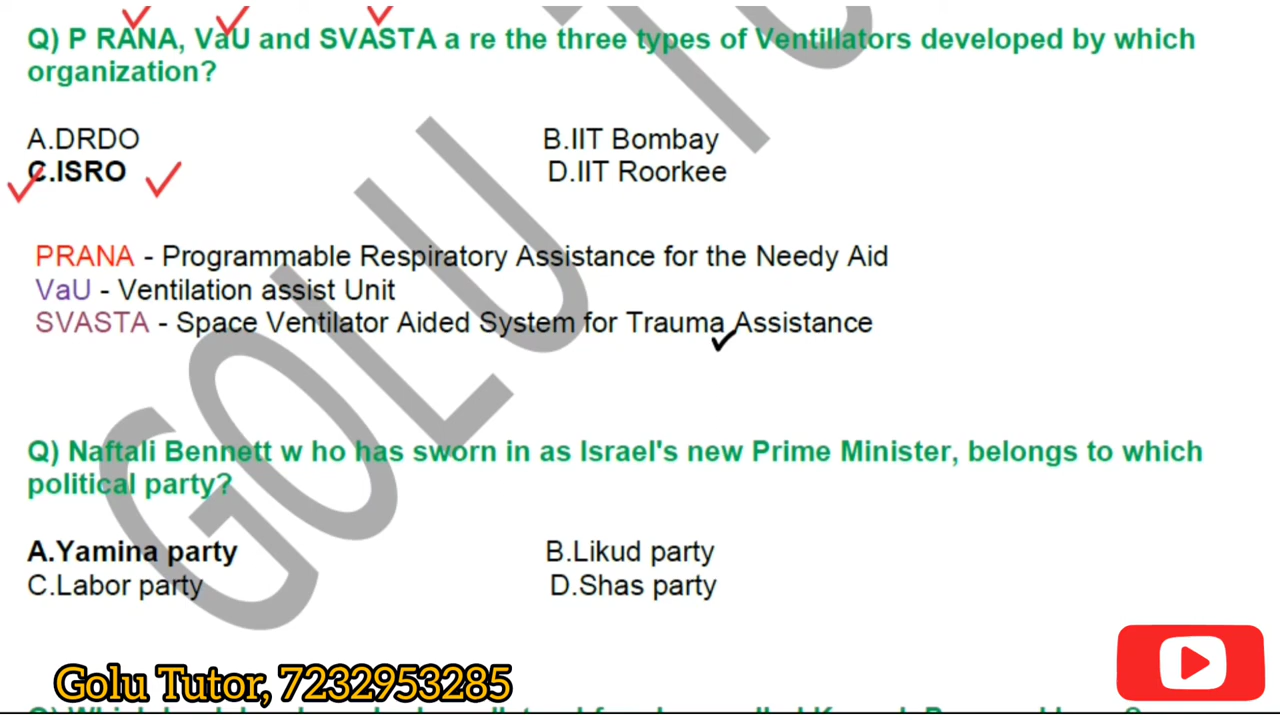 Q) P RANA, VaU and SVASTA a re the three types of Ventillators developed by which
organization?
A.DRDO B.IIT Bombay
C.ISRO D.IIT Roorkee
PRANA - Programmable Respiratory Assistance for the Needy Aid
VaU - Ventilation assist Unit
SVASTA - Space Ventilator Aided System for Trauma Assistance
Q) Naftali Bennett w ho has sworn in as Israel's new Prime Minister, belongs to which
political party?
A.Yamina party B.Likud party
C.Labor party D.Shas party
GOLU
Golu Tutor, 7232953285